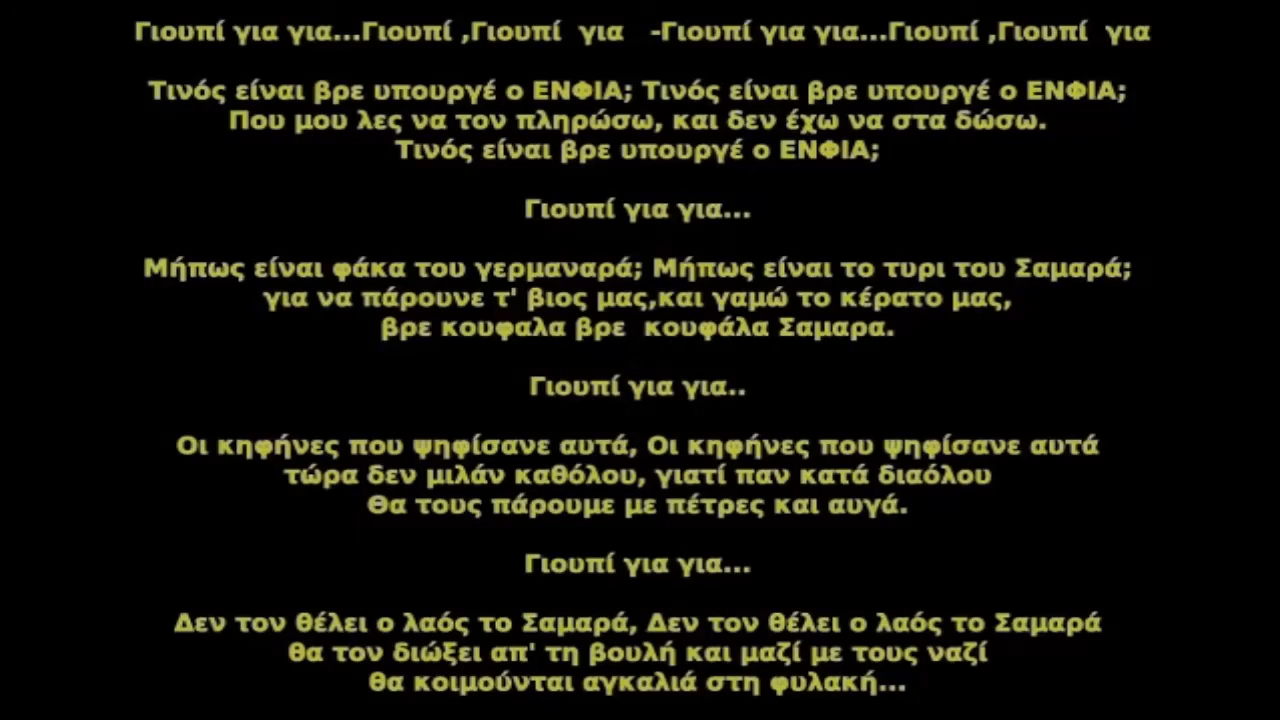 Γιουπί για για...Γιουπί ,Γιουπί  για   -Γιουπί για για...Γιουπί ,Γιουπί  για
Τινός είναι βρε υπουργέ ο ΕΝΦΙΑ; Τινός είναι βρε υπουργέ ο ΕΝΦΙΑ;
Που μου λες να τον πληρώσω, και δεν έχω να στα δώσω.
Τινός είναι βρε υπουργέ ο ΕΝΦΙΑ;
Γιουπί για για...
Μήπως είναι φάκα του γερμαναρά; Μήπως είναι το τυρι του Σαμαρά;
για να πάρουνε τ' βιος μας,και γαμώ το κέρατο μας,
βρε κουφαλα βρε  κουφάλα Σαμαρα.
Γιουπί για για..
Οι κηφήνες που ψηφίσανε αυτά, Οι κηφήνες που ψηφίσανε αυτά
τώρα δεν μιλάν καθόλου, γιατί παν κατά διαόλου
Θα τους πάρουμε με πέτρες και αυγά.
Γιουπί για για...
Δεν τον θέλει ο λαός το Σαμαρά, Δεν τον θέλει ο λαός το Σαμαρά
θα τον διώξει απ' τη βουλή και μαζί με τους ναζί
θα κοιμούνται αγκαλιά στη φυλακή...